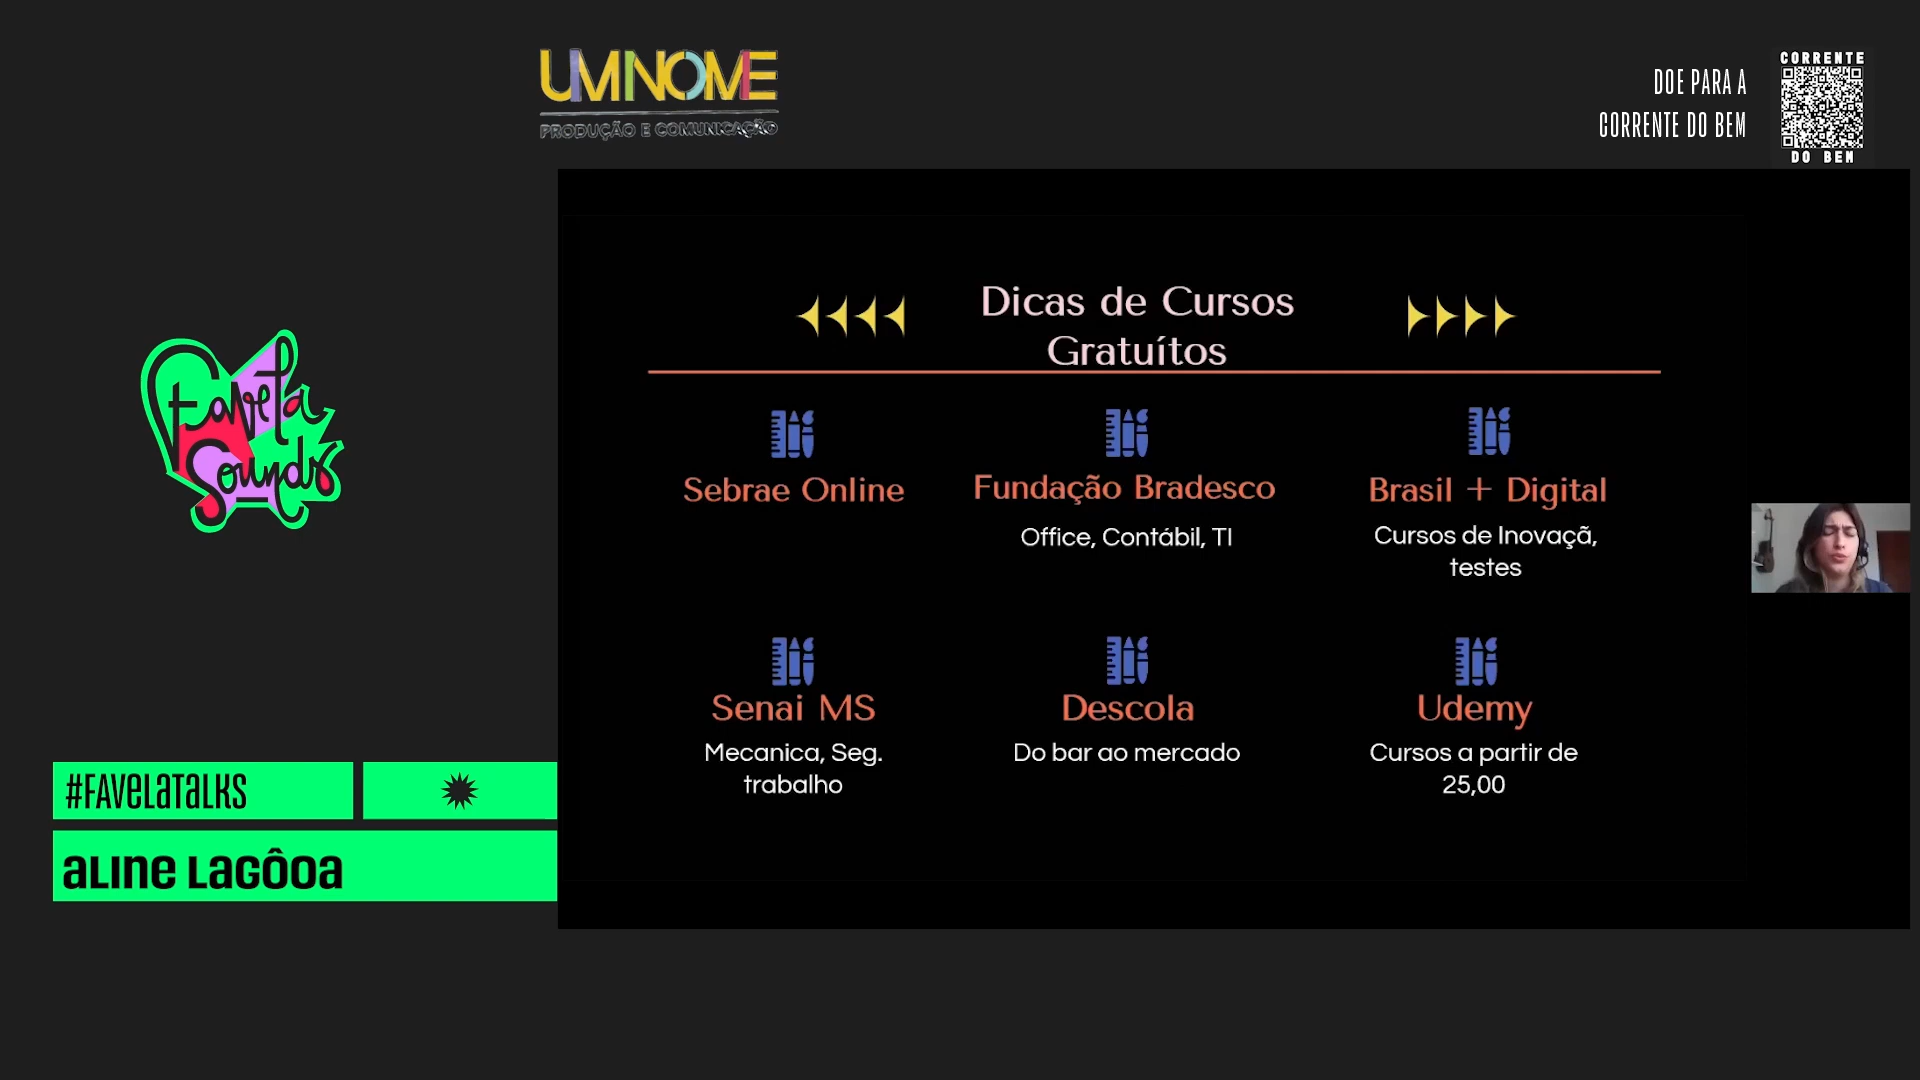 UMNOME
PRODUÇÃO E COMUNICAÇÃO
DOE PARA A
CORRENTE DO BEM
CORRENTE
DO BEM
Favela
Sounds
Dicas de Cursos
Gratuítos
Sebrae Online
Fundação Bradesco
Office, Contábil, TI
Brasil + Digital
Cursos de Inovaçã,
testes
Senai MS
Mecanica, Seg.
trabalho
Descola
Do bar ao mercado
Udemy
Cursos a partir de
25,00
#FAVELATALKS
ALINE LAGÔOA